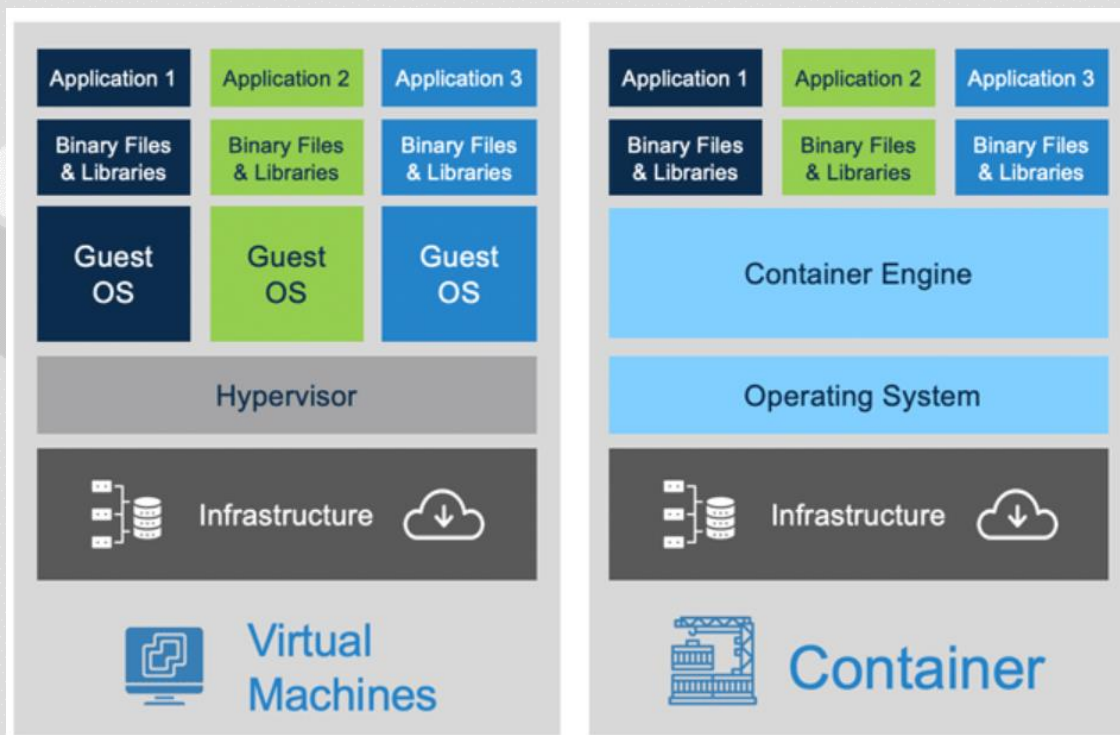 Application 1
Application 2
Application 3
Binary Files
& Libraries
Binary Files
& Libraries
Binary Files
& Libraries
Guest
OS
Guest
OS
Guest
OS
Hypervisor
Infrastructure
Virtual
Machines
Application 1
Application 2
Application 3
Binary Files
& Libraries
Binary Files
& Libraries
Binary Files
& Libraries
Container Engine
Operating System
Infrastructure
Container